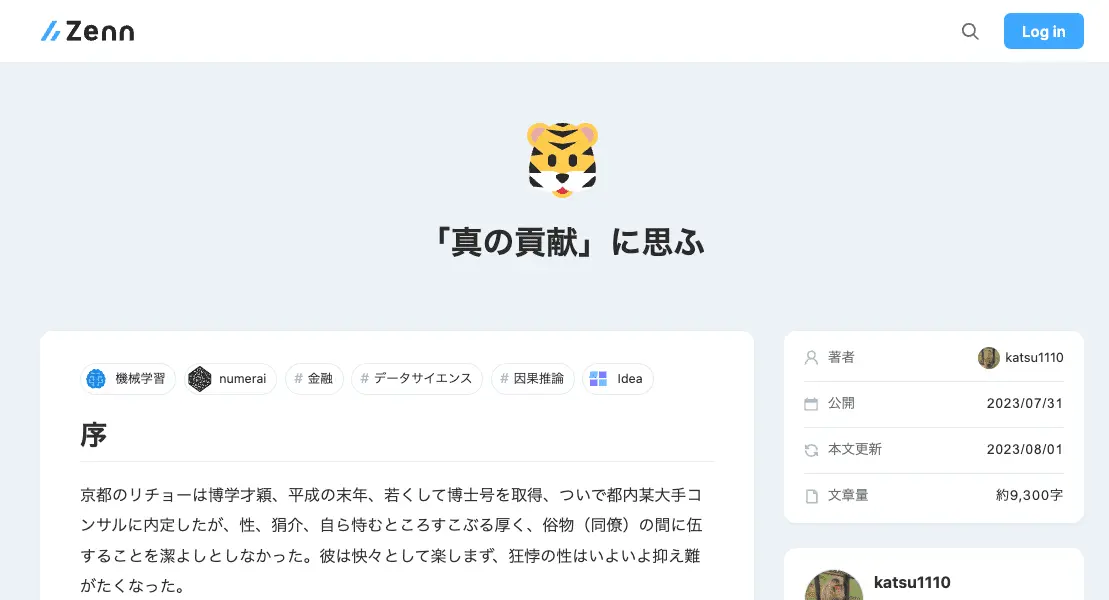 Zenn
Log in
「真の貢献」に思ふ
機械学習
numerai
# 金融
# データサイエンス
# 因果推論
Idea
序
京都のリチョーは博学才穎、平成の末年、若くして博士号を取得、ついで都内某大手コ
ンサルに内定したが、性、狷介、自ら恃むところすこぶる厚く、俗物（同僚）の間に伍
することを潔よしとしなかった。彼は怏々として楽しまず、狂悖の性はいよいよ抑え難
がたくなった。
著者 katsu1110
公開 2023/07/31
本文更新 2023/08/01
文章量 約9,300字
katsu1110